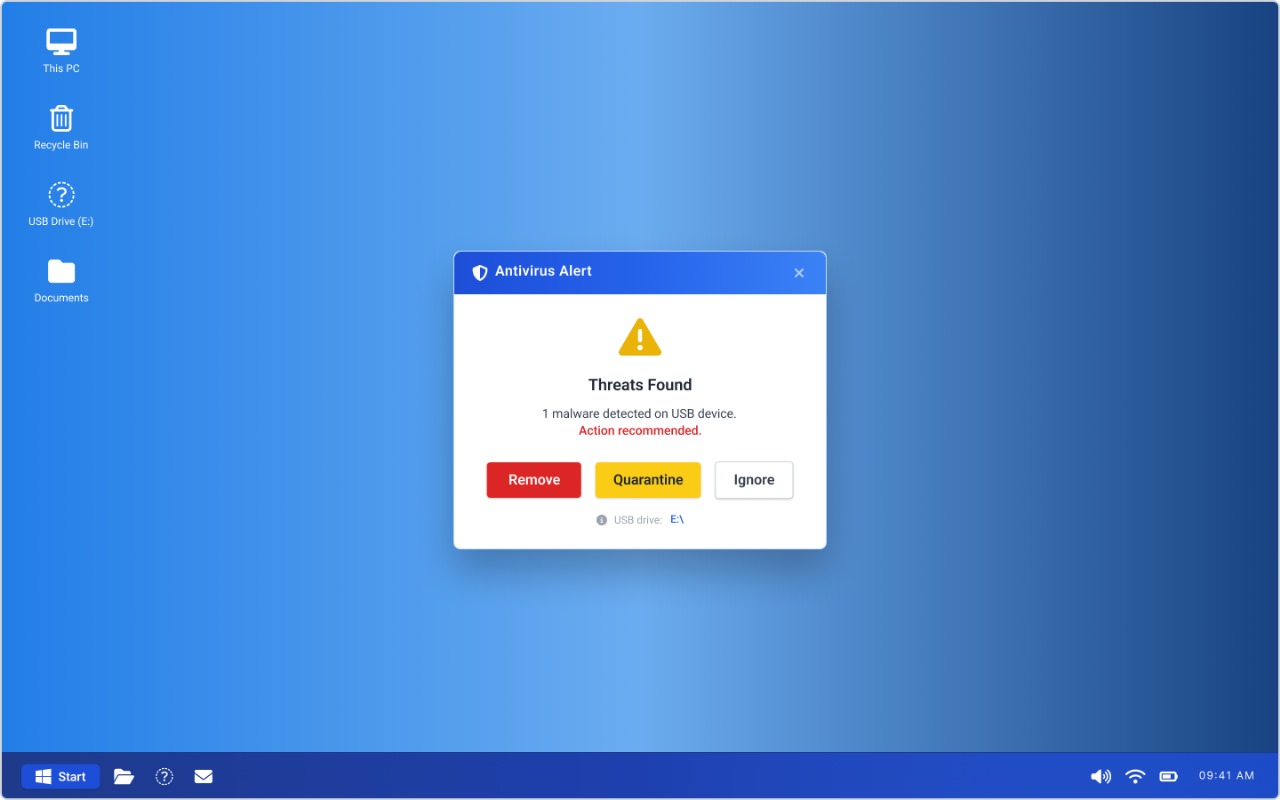 This PC
Recycle Bin
USB Drive (E:)
Documents
Antivirus Alert
Threats Found
1 malware detected on USB device.
Action recommended.
Remove
Quarantine
Ignore
USB drive: E:\
Start
09:41 AM